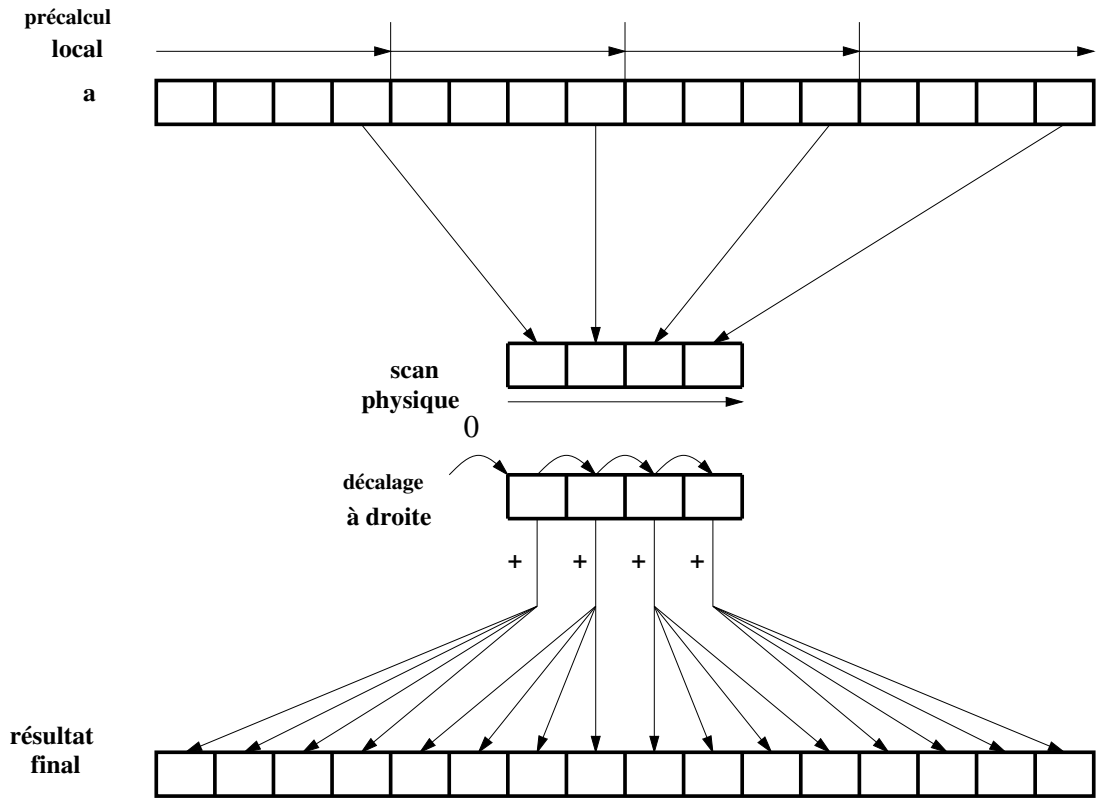 précalcul
local
a
scan
physique
0
décalage
à droite
+ + + +
résultat
final